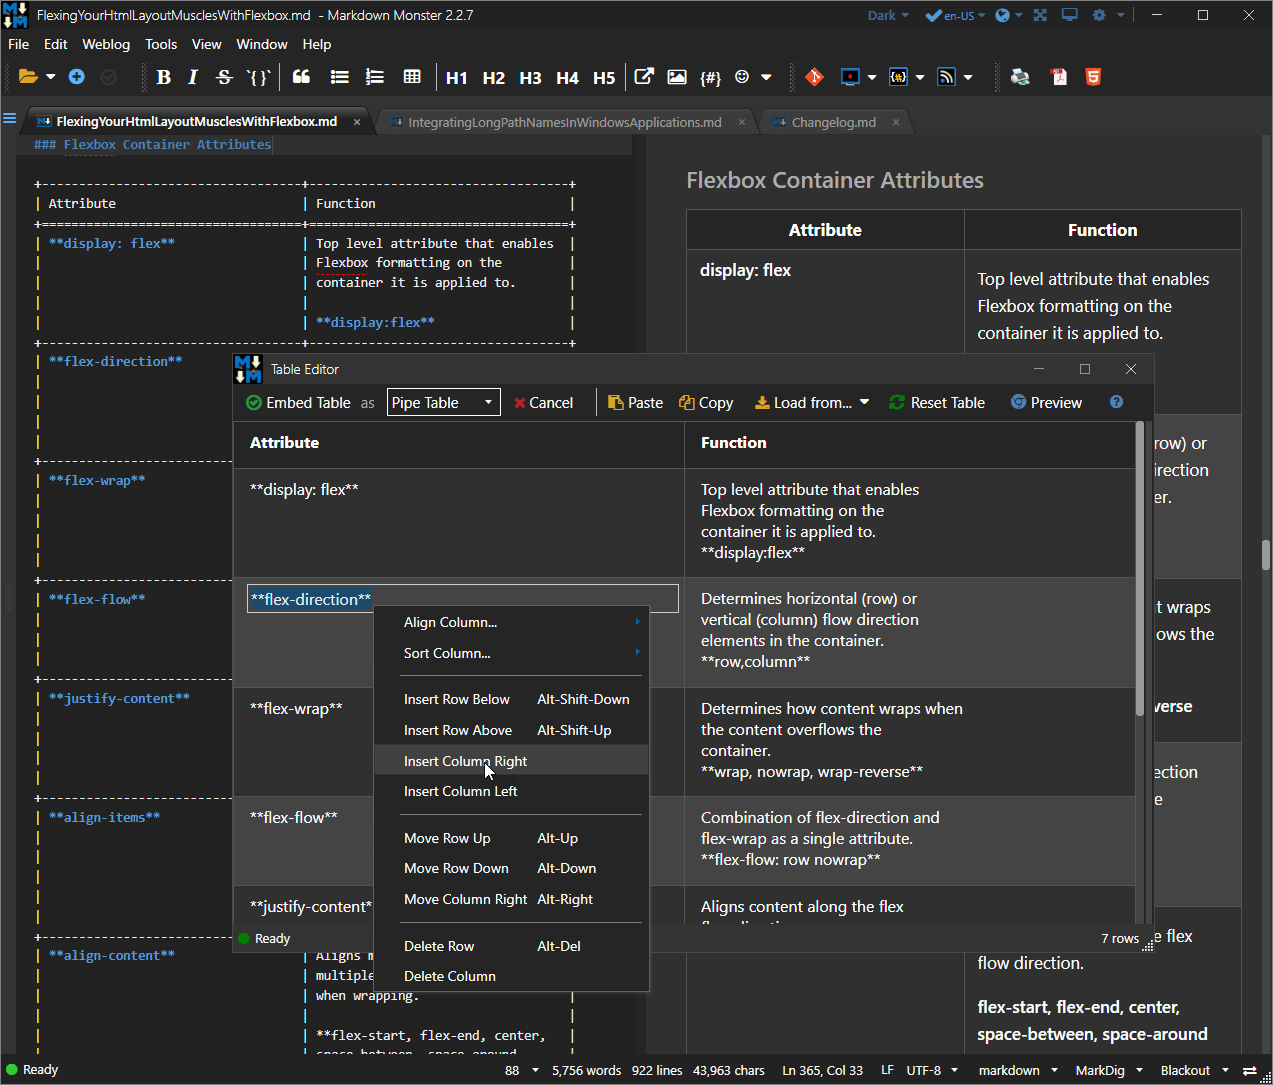 FlexingYourHtmlLayoutMusclesWithFlexbox.md - Markdown Monster 2.2.7
Dark
en-US
File Edit Weblog Tools View Window Help
B I S `{}` H1 H2 H3 H4 H5 {#}
FlexingYourHtmlLayoutMusclesWithFlexbox.md ×
IntegratingLongPathNamesInWindowsApplications.md ×
Changelog.md ×
### Flexbox Container Attributes
+---------------------------------+---------------------------------+
| Attribute | Function |
+=================================+=================================+
| **display: flex** | Top level attribute that enables |
| | Flexbox formatting on the |
| | container it is applied to. |
| | |
| | **display:flex** |
+---------------------------------+---------------------------------+
| **flex-direction**
| **flex-wrap**
| **flex-flow**
| **justify-content**
| **align-items**
| **align-content** | Aligns m
| multiple
| when wrapping. |
| | |
| | **flex-start, flex-end, center, |
| | space-between, space-around
Flexbox Container Attributes
Attribute Function
display: flex
Top level attribute that enables
Flexbox formatting on the
container it is applied to.
row) or
irection
er.
t wraps
ows the
verse
ection
e
e flex
flow direction.
flex-start, flex-end, center,
space-between, space-around
Table Editor
Embed Table as Pipe Table Cancel Paste Copy Load from... Reset Table Preview ?
Attribute Function
**display: flex**
Top level attribute that enables
Flexbox formatting on the
container it is applied to.
**display:flex**
**flex-direction**
Determines horizontal (row) or
vertical (column) flow direction
elements in the container.
**row,column**
**flex-wrap**
Determines how content wraps when
the content overflows the
container.
**wrap, nowrap, wrap-reverse**
**flex-flow**
Combination of flex-direction and
flex-wrap as a single attribute.
**flex-flow: row nowrap**
**justify-content*
Aligns content along the flex
Ready
7 rows
Align Column...
Sort Column...
Insert Row Below Alt-Shift-Down
Insert Row Above Alt-Shift-Up
Insert Column Right
Insert Column Left
Move Row Up Alt-Up
Move Row Down Alt-Down
Move Column Right Alt-Right
Delete Row Alt-Del
Delete Column
Ready
88 5,756 words 922 lines 43,963 chars Ln 365, Col 33 LF UTF-8 markdown MarkDig Blackout